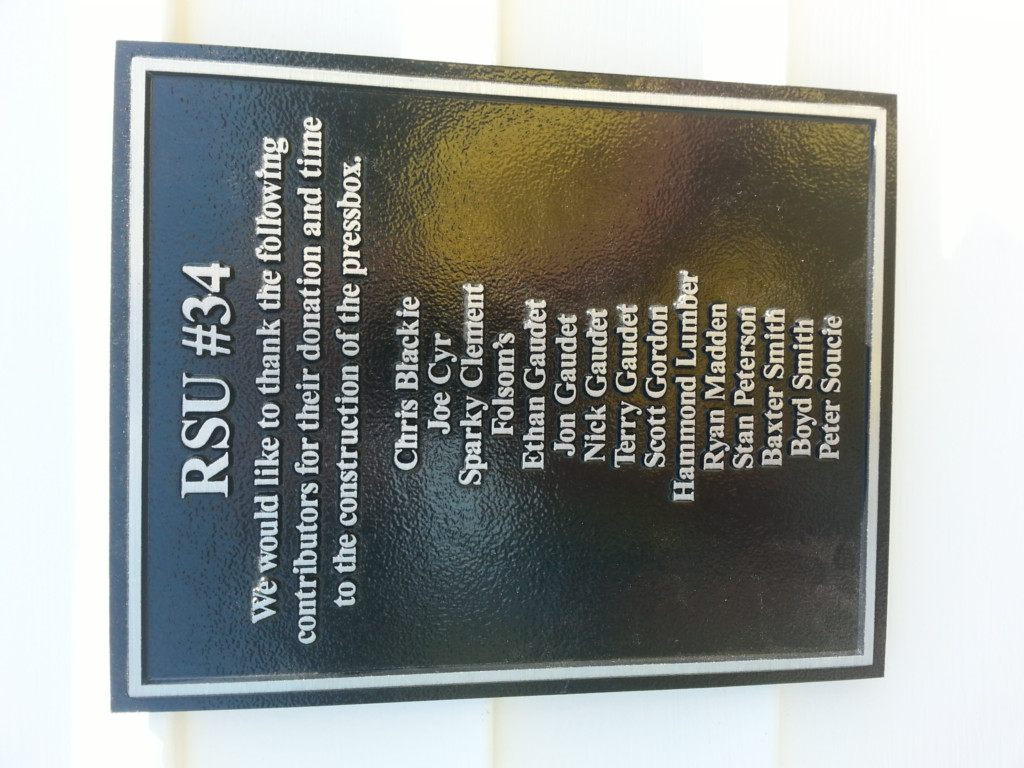 RSU #34
We would like to thank the following
contributors for their donation and time
to the construction of the pressbox.
Chris Blackie
Joe Cyr
Sparky Clement
Folsom's
Ethan Gaudet
Jon Gaudet
Nick Gaudet
Terry Gaudet
Scott Gordon
Hammond Lumber
Ryan Madden
Stan Peterson
Baxter Smith
Boyd Smith
Peter Soucie